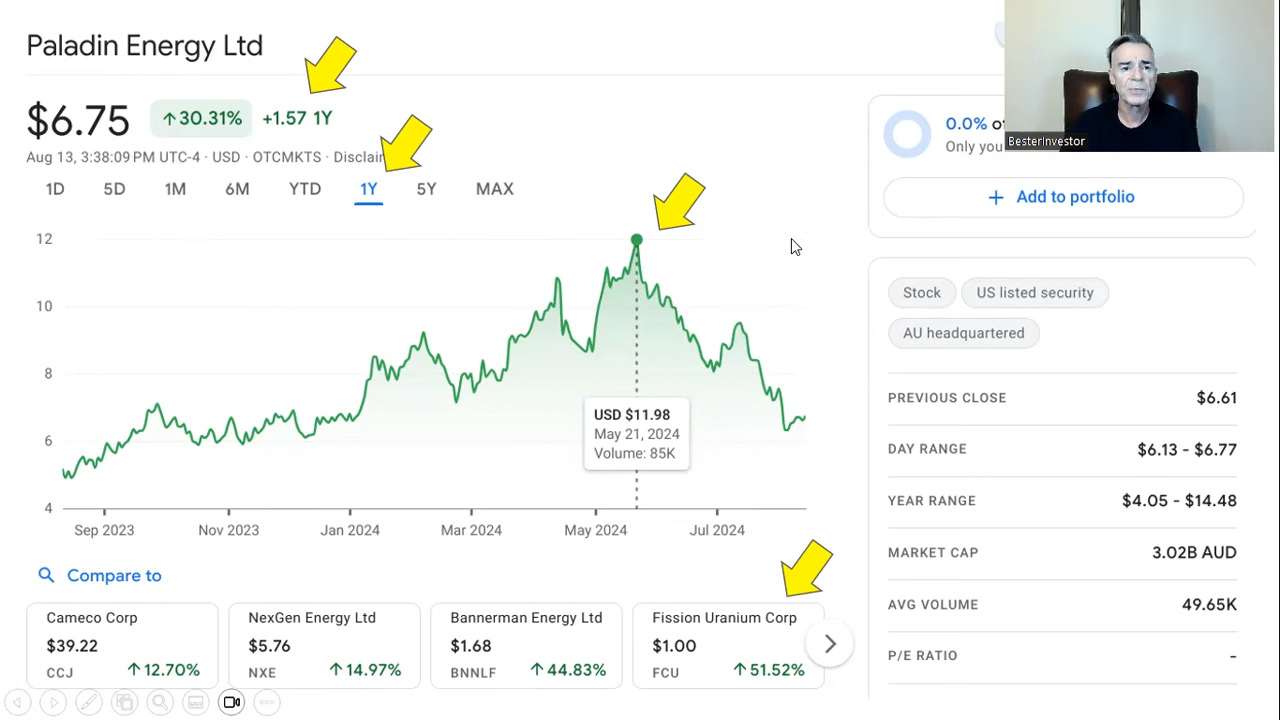 Paladin Energy Ltd
$6.75 ↑30.31% +1.57 1Y
Aug 13, 3:38:09 PM UTC-4 · USD · OTCMKTS ·
1D 5D 1M 6M YTD 1Y 5Y MAX
12
10
8
6
4
USD $11.98
May 21, 2024
Volume: 85K
Sep 2023 Nov 2023 Jan 2024 Mar 2024 May 2024 Jul 2024
Compare to
Cameco Corp
$39.22
CCJ ↑12.70%
NexGen Energy Ltd
$5.76
NXE ↑14.97%
Bannerman Energy Ltd
$1.68
BNNLF ↑44.83%
Fission Uranium Corp
$1.00
FCU ↑51.52%
BesterInvestor
0.0%
Only you
+ Add to portfolio
Stock US listed security
AU headquartered
PREVIOUS CLOSE $6.61
DAY RANGE $6.13 - $6.77
YEAR RANGE $4.05 - $14.48
MARKET CAP 3.02B AUD
AVG VOLUME 49.65K
P/E RATIO -